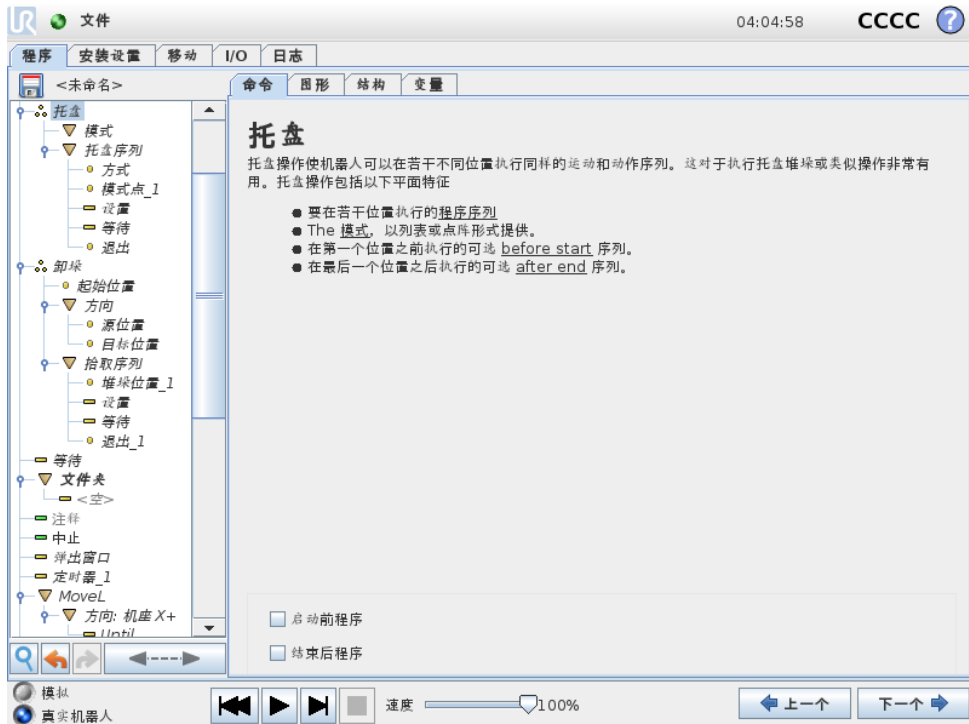 UR 文件 04:04:58 CCCC ?
程序 安装设置 移动 I/O 日志
<未命名> 命令 图形 结构 变量
托盘
模式
托盘序列
方式
模式点_1
设置
等待
退出
卸垛
起始位置
方向
源位置
目标位置
拾取序列
堆垛位置_1
设置
等待
退出_1
等待
文件夹
<空>
注释
中止
弹出窗口
定时器_1
MoveL
方向: 机座 X+
Until
托盘
托盘操作使机器人可以在若干不同位置执行同样的运动和动作序列。这对于执行托盘堆垛或类似操作非常有
用。托盘操作包括以下平面特征
要在若干位置执行的程序序列
The 模式，以列表或点阵形式提供。
在第一个位置之前执行的可选 before start 序列。
在最后一个位置之后执行的可选 after end 序列。
启动前程序
结束后程序
模拟
真实机器人
速度 100%
上一个 下一个